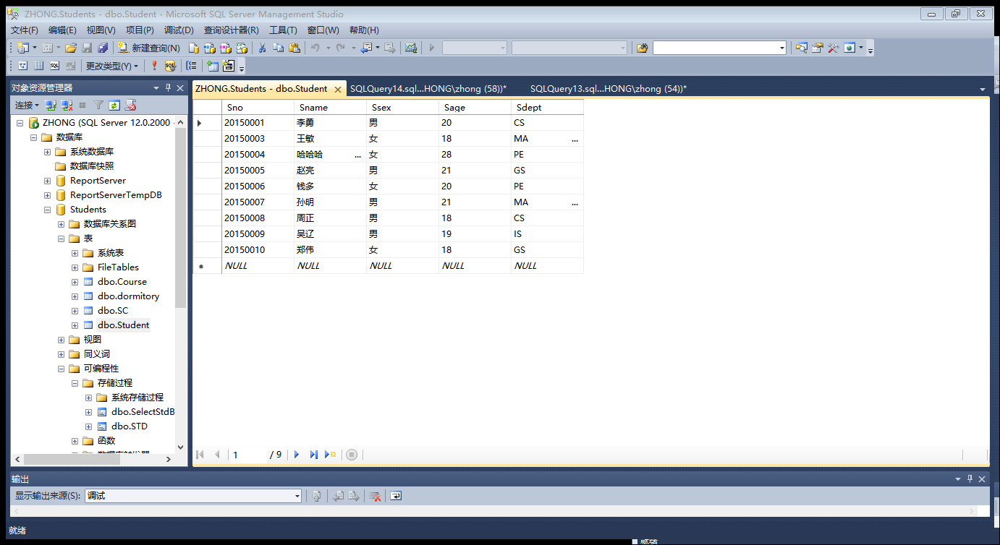 ZHONG.Students - dbo.Student - Microsoft SQL Server Management Studio
文件(F) 编辑(E) 视图(V) 项目(P) 调试(D) 查询设计器(R) 工具(T) 窗口(W) 帮助(H)
新建查询(N)
更改类型(Y)
对象资源管理器
连接
ZHONG (SQL Server 12.0.2000 -
数据库
系统数据库
数据库快照
ReportServer
ReportServerTempDB
Students
数据库关系图
表
系统表
FileTables
dbo.Course
dbo.dormitory
dbo.SC
dbo.Student
视图
同义词
可编程性
存储过程
系统存储过程
dbo.SelectStdB
dbo.STD
函数
ZHONG.Students - dbo.Student SQLQuery14.sql...HONG\zhong (58))* SQLQuery13.sql...HONG\zhong (54))*
Sno Sname Ssex Sage Sdept
20150001 李勇 男 20 CS
20150003 王敏 女 18 MA ...
20150004 哈哈哈 ... 女 28 PE
20150005 赵亮 男 21 GS
20150006 钱多 女 20 PE
20150007 孙明 男 21 MA ...
20150008 周正 男 18 CS
20150009 吴辽 男 19 IS
20150010 郑伟 女 18 GS
NULL NULL NULL NULL NULL
1 / 9
输出
显示输出来源(S): 调试
就绪